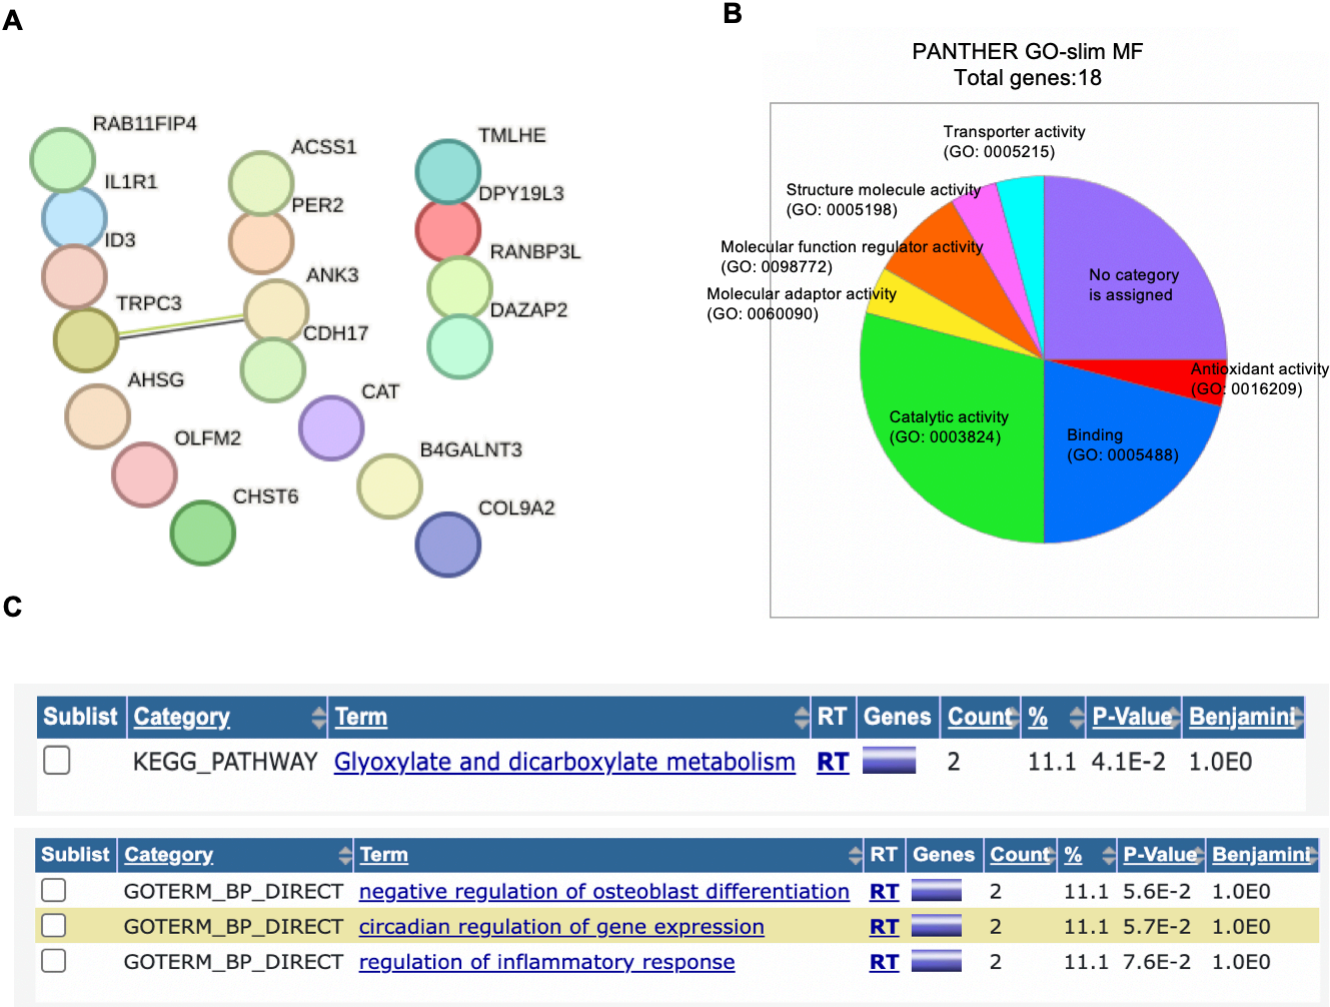 A
RAB11FIP4
IL1R1
ID3
TRPC3
AHSG
OLFM2
CHST6
ACSS1
PER2
ANK3
CDH17
CAT
B4GALNT3
COL9A2
TMLHE
DPY19L3
RANBP3L
DAZAP2
B
PANTHER GO-slim MF
Total genes:18
Transporter activity
(GO: 0005215)
Structure molecule activity
(GO: 0005198)
Molecular function regulator activity
(GO: 0098772)
Molecular adaptor activity
(GO: 0060090)
No category
is assigned
Antioxidant activity
(GO: 0016209)
Catalytic activity
(GO: 0003824)
Binding
(GO: 0005488)
C
Sublist Category Term RT Genes Count % P-Value Benjamini
KEGG_PATHWAY Glyoxylate and dicarboxylate metabolism RT 2 11.1 4.1E-2 1.0E0
Sublist Category Term RT Genes Count % P-Value Benjamini
GOTERM_BP_DIRECT negative regulation of osteoblast differentiation RT 2 11.1 5.6E-2 1.0E0
GOTERM_BP_DIRECT circadian regulation of gene expression RT 2 11.1 5.7E-2 1.0E0
GOTERM_BP_DIRECT regulation of inflammatory response RT 2 11.1 7.6E-2 1.0E0